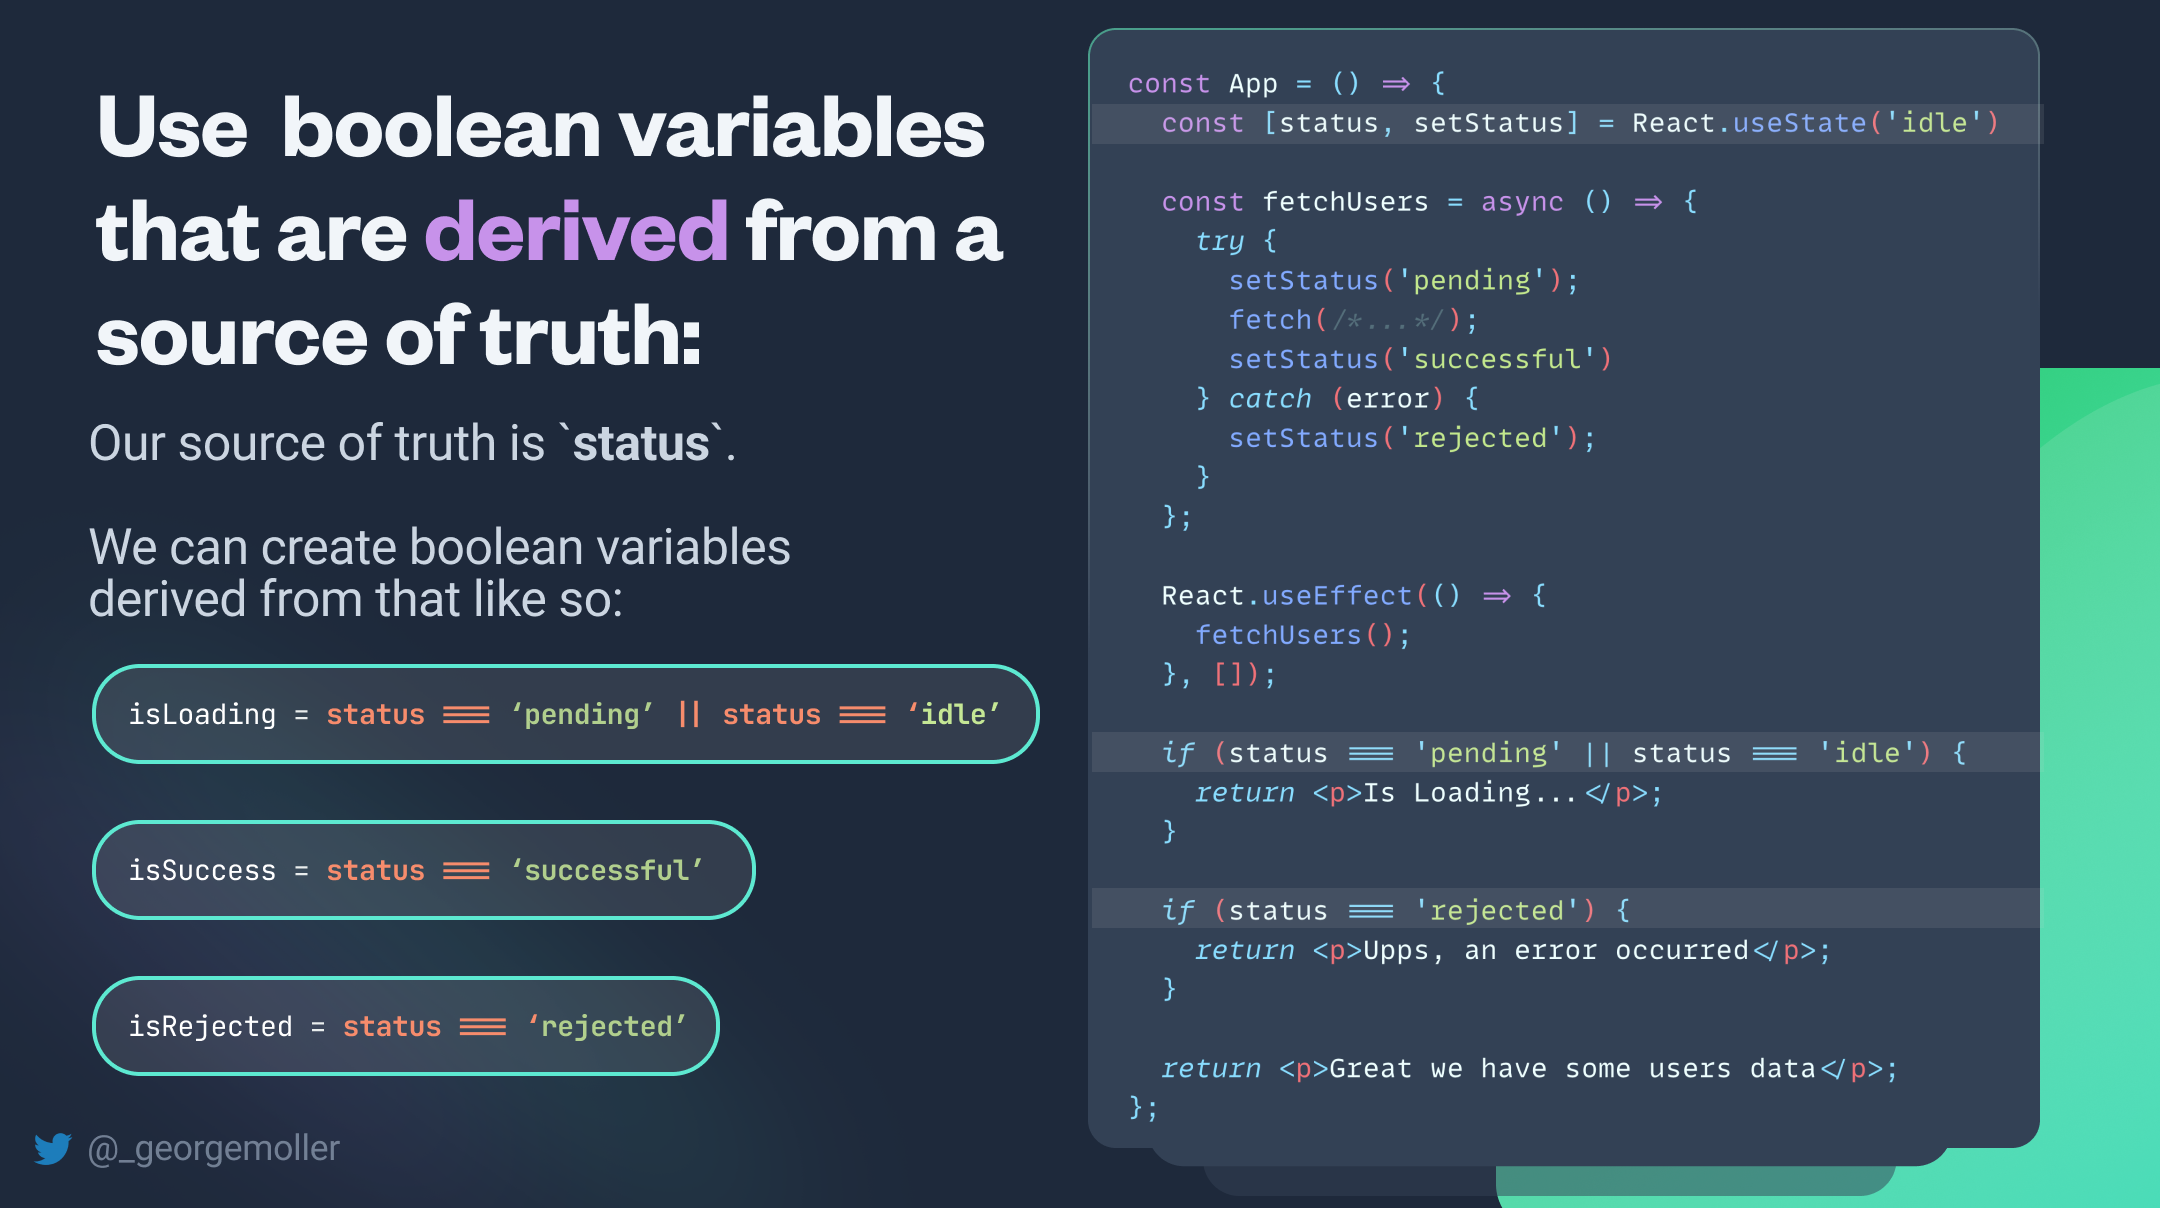 Use boolean variables
that are derived from a
source of truth:
Our source of truth is `status`.
We can create boolean variables
derived from that like so:
isLoading = status === ‘pending’ || status === ‘idle’
isSuccess = status === ‘successful’
isRejected = status === ‘rejected’
@_georgemoller
const App = () => {
  const [status, setStatus] = React.useState('idle')

  const fetchUsers = async () => {
    try {
      setStatus('pending');
      fetch(/*...*/);
      setStatus('successful')
    } catch (error) {
      setStatus('rejected');
    }
  };

  React.useEffect(() => {
    fetchUsers();
  }, []);

  if (status === 'pending' || status === 'idle') {
    return <p>Is Loading...</p>;
  }

  if (status === 'rejected') {
    return <p>Upps, an error occurred</p>;
  }

  return <p>Great we have some users data</p>;
};